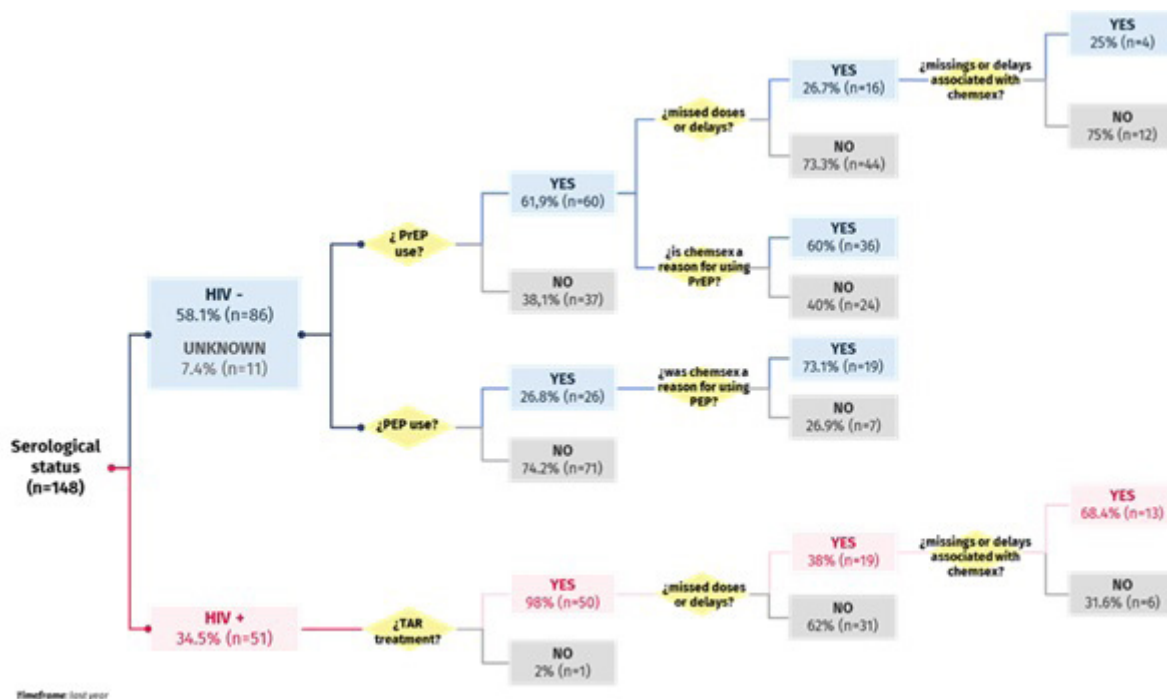 YES
25% (n=4)
¿missings or delays
associated with
chemsex?
NO
75% (n=12)
YES
26.7% (n=16)
¿missed doses
or delays?
NO
73.3% (n=44)
YES
61,9% (n=60)
¿ PrEP
use?
NO
38,1% (n=37)
¿is chemsex a
reason for using
PrEP?
YES
60% (n=36)
NO
40% (n=24)
HIV -
58.1% (n=86)
UNKNOWN
7.4% (n=11)
¿PEP use?
YES
26.8% (n=26)
NO
74.2% (n=71)
¿was chemsex a
reason for using
PEP?
YES
73.1% (n=19)
NO
26.9% (n=7)
Serological
status
(n=148)
HIV +
34.5% (n=51)
¿TAR
treatment?
YES
98% (n=50)
NO
2% (n=1)
¿missed doses
or delays?
YES
38% (n=19)
NO
62% (n=31)
¿missings or delays
associated with
chemsex?
YES
68.4% (n=13)
NO
31.6% (n=6)
Timeframe: last year